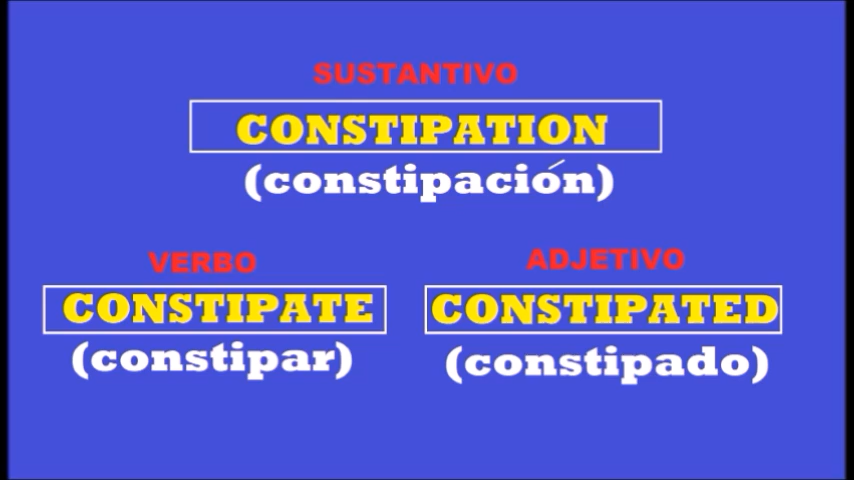 SUSTANTIVO
CONSTIPATION
(constipación)
VERBO
CONSTIPATE
(constipar)
ADJETIVO
CONSTIPATED
(constipado)